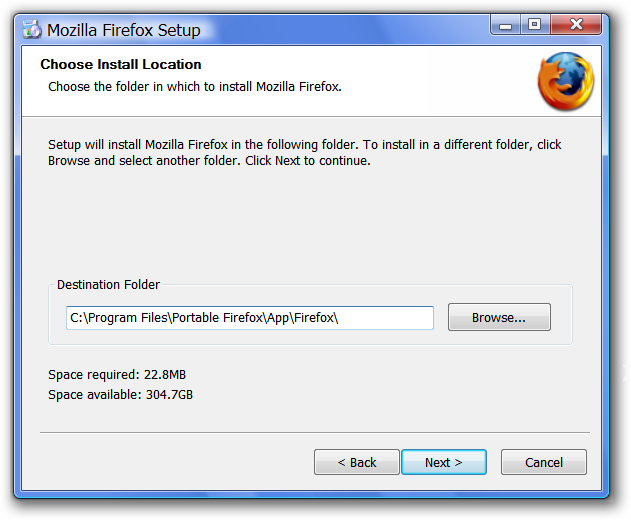 Mozilla Firefox Setup
Choose Install Location
Choose the folder in which to install Mozilla Firefox.
Setup will install Mozilla Firefox in the following folder. To install in a different folder, click
Browse and select another folder. Click Next to continue.
Destination Folder
C:\Program Files\Portable Firefox\App\Firefox\
Browse...
Space required: 22.8MB
Space available: 304.7GB
< Back
Next >
Cancel